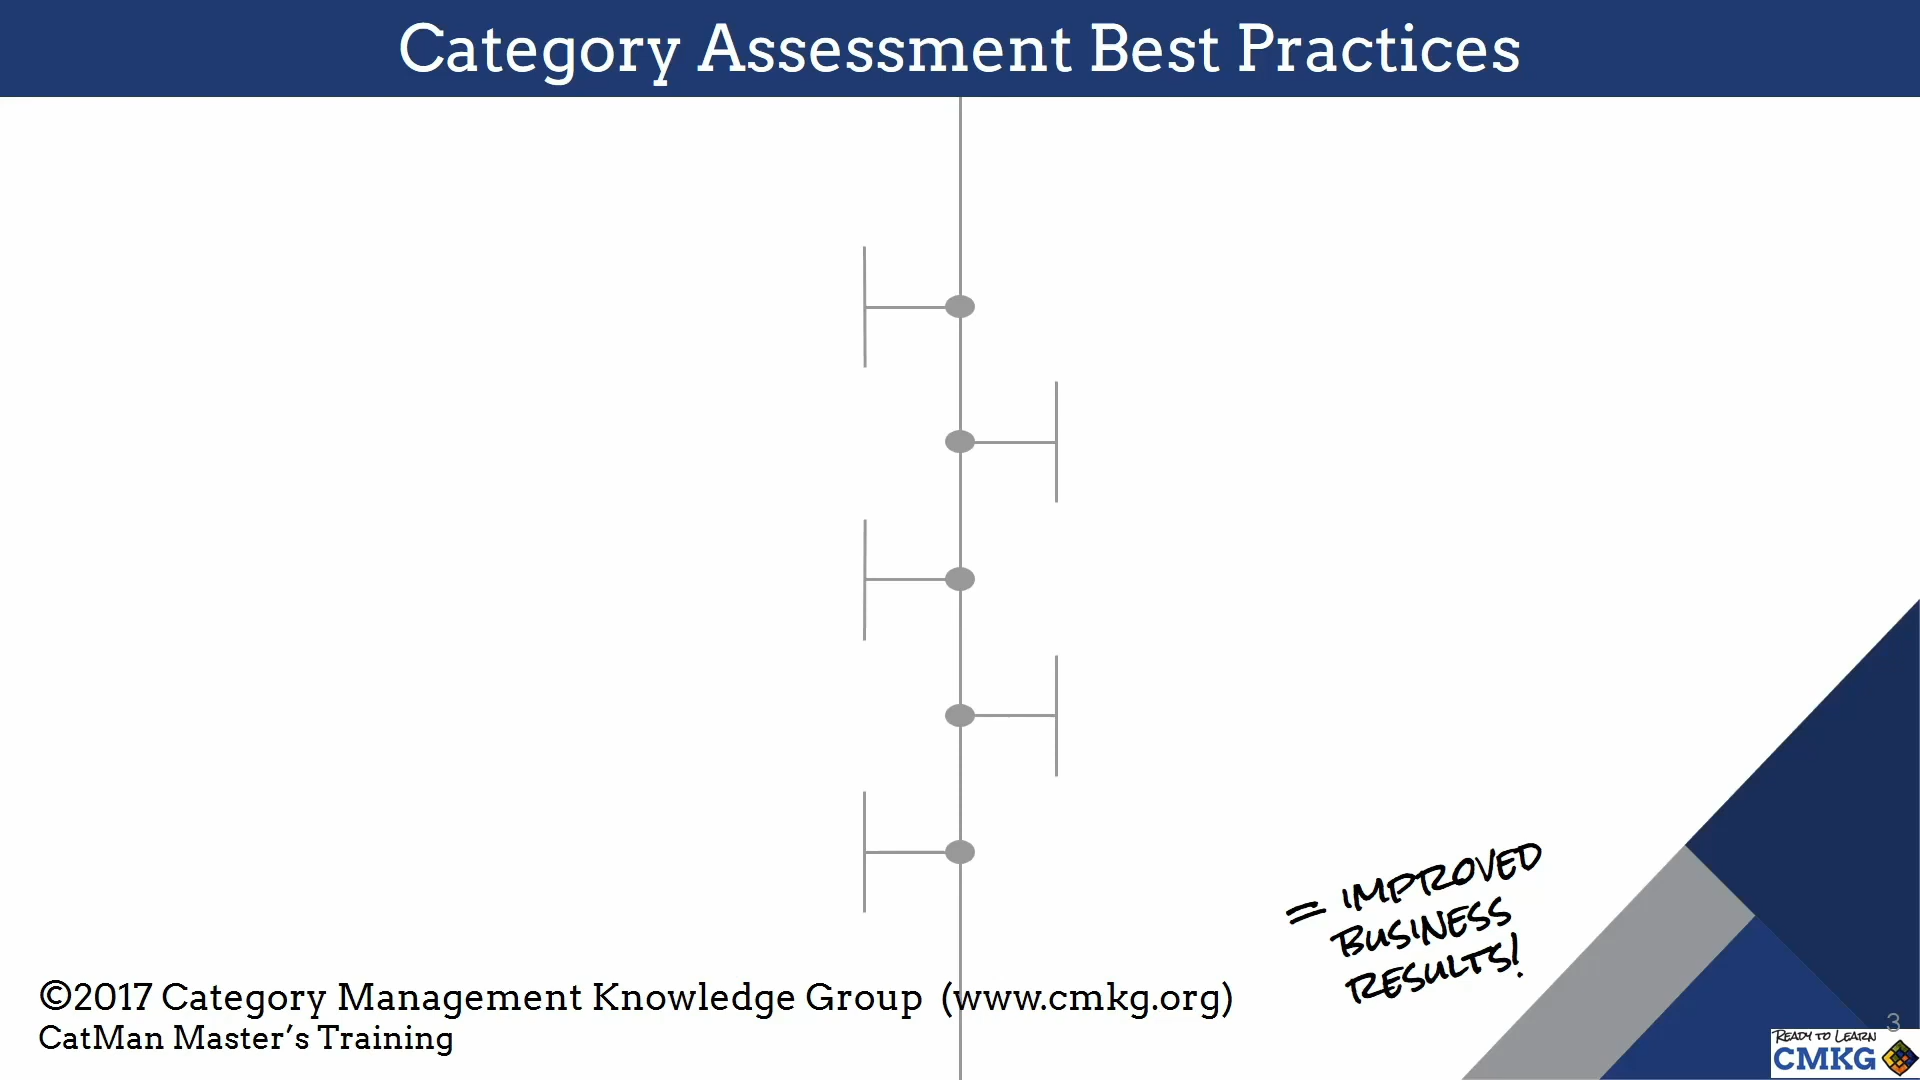 Category Assessment Best Practices
= IMPROVED
BUSINESS
RESULTS!
©2017 Category Management Knowledge Group (www.cmkg.org)
CatMan Master's Training
3
READY TO LEARN
CMKG